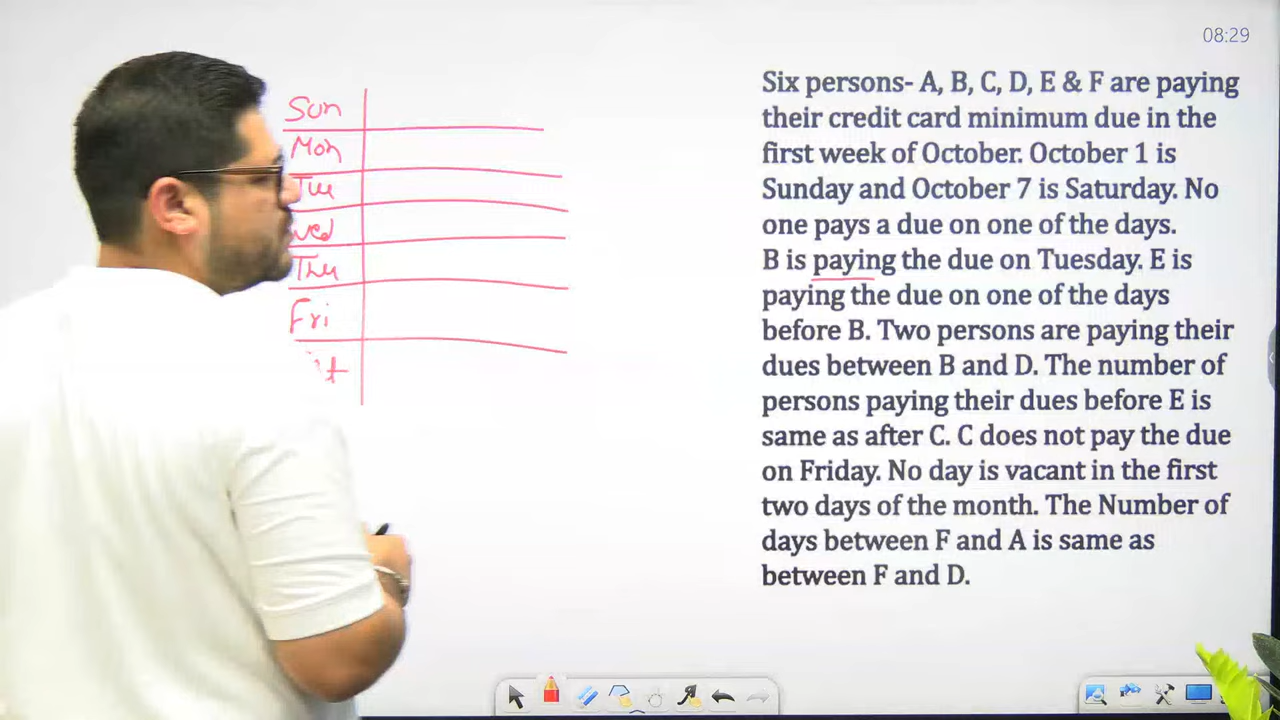 08:29
Sun
Mon
Tue
Wed
Thu
Fri
Six persons- A, B, C, D, E & F are paying
their credit card minimum due in the
first week of October. October 1 is
Sunday and October 7 is Saturday. No
one pays a due on one of the days.
B is paying the due on Tuesday. E is
paying the due on one of the days
before B. Two persons are paying their
dues between B and D. The number of
persons paying their dues before E is
same as after C. C does not pay the due
on Friday. No day is vacant in the first
two days of the month. The Number of
days between F and A is same as
between F and D.